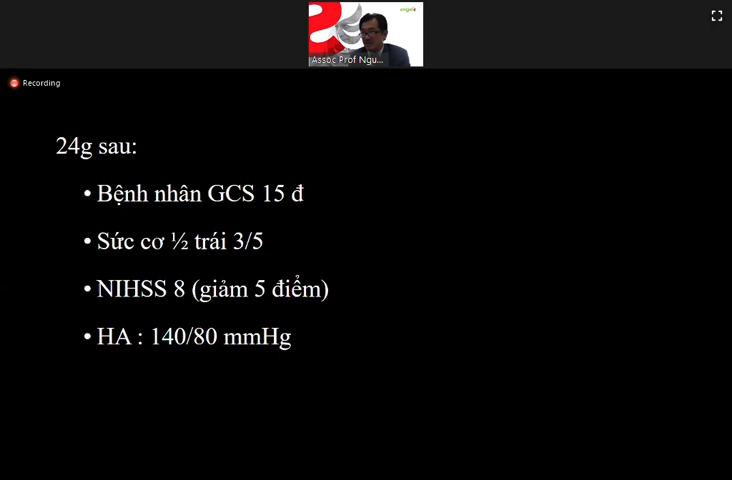 angels
Assoc Prof Ngu...
Recording
24g sau:
• Bệnh nhân GCS 15 đ
• Sức cơ ½ trái 3/5
• NIHSS 8 (giảm 5 điểm)
• HA : 140/80 mmHg